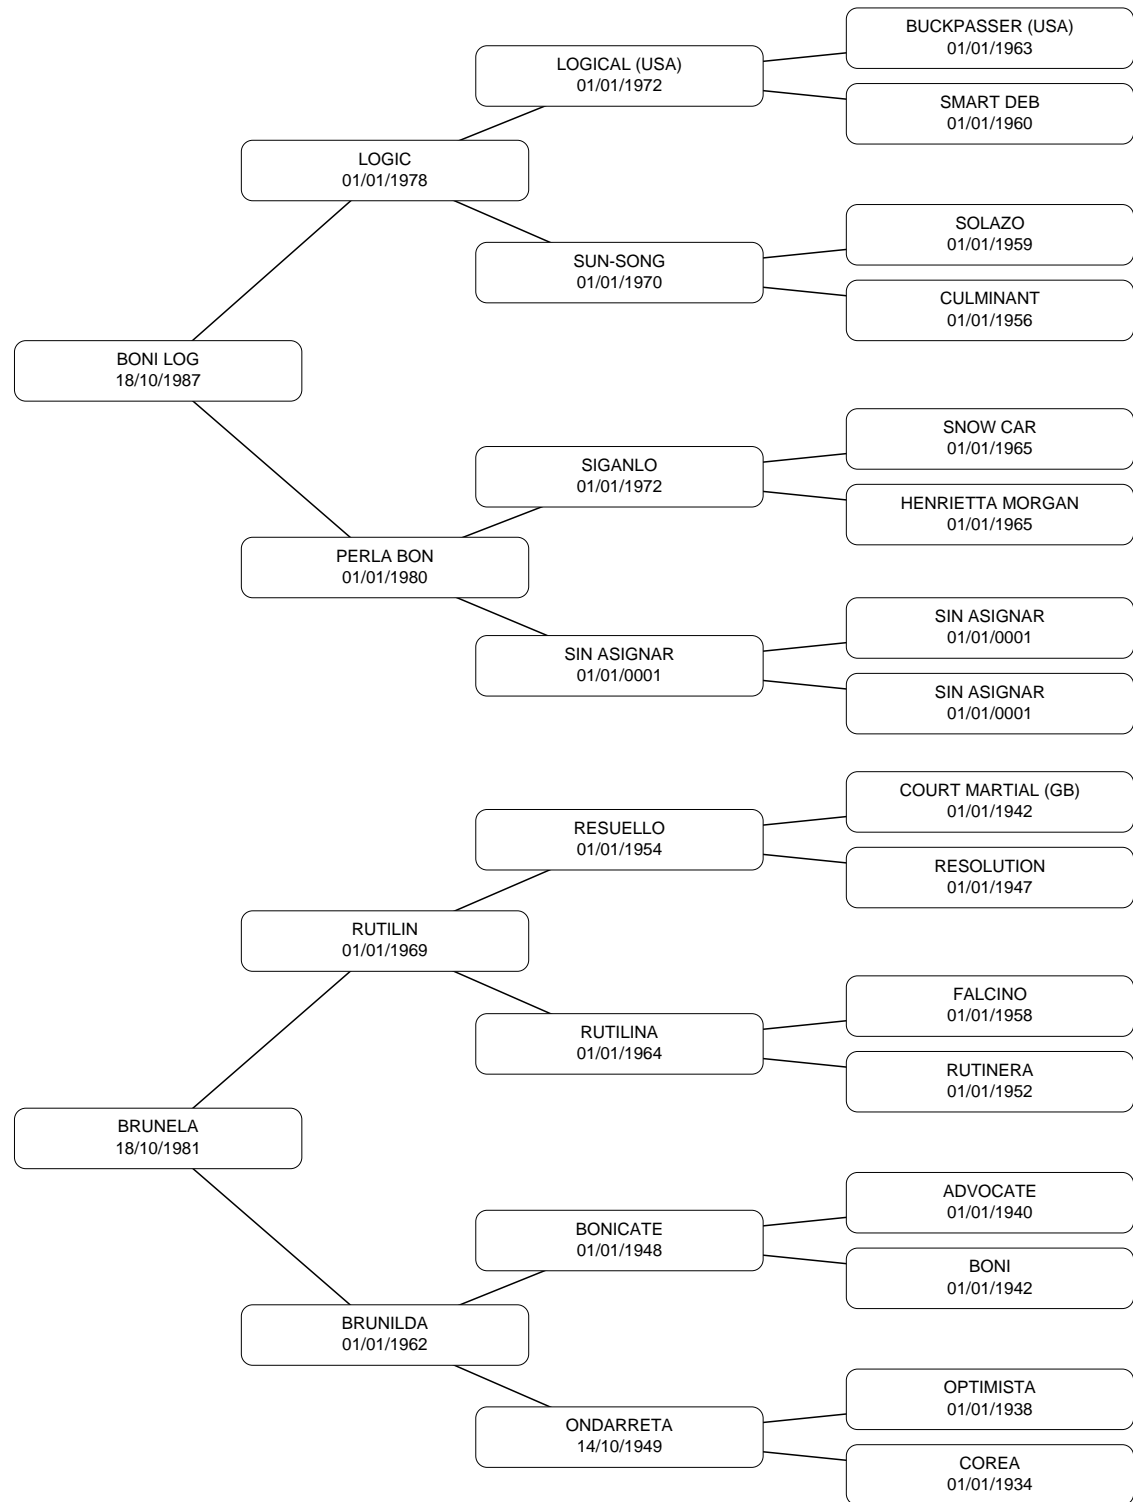 BUCKPASSER (USA)
01/01/1963
LOGICAL (USA)
01/01/1972
SMART DEB
01/01/1960
LOGIC
01/01/1978
SOLAZO
01/01/1959
SUN-SONG
01/01/1970
CULMINANT
01/01/1956
BONI LOG
18/10/1987
SNOW CAR
01/01/1965
SIGANLO
01/01/1972
HENRIETTA MORGAN
01/01/1965
PERLA BON
01/01/1980
SIN ASIGNAR
01/01/0001
SIN ASIGNAR
01/01/0001
SIN ASIGNAR
01/01/0001
COURT MARTIAL (GB)
01/01/1942
RESUELLO
01/01/1954
RESOLUTION
01/01/1947
RUTILIN
01/01/1969
FALCINO
01/01/1958
RUTILINA
01/01/1964
RUTINERA
01/01/1952
BRUNELA
18/10/1981
ADVOCATE
01/01/1940
BONICATE
01/01/1948
BONI
01/01/1942
BRUNILDA
01/01/1962
OPTIMISTA
01/01/1938
ONDARRETA
14/10/1949
COREA
01/01/1934